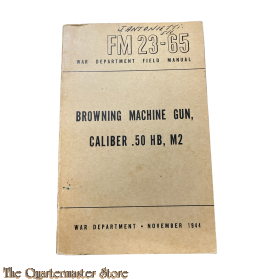 FM 23-65
WAR DEPARTMENT FIELD MANUAL
BROWNING MACHINE GUN,
CALIBER .50 HB, M2
WAR DEPARTMENT • NOVEMBER 1944
The Quartermaster Store